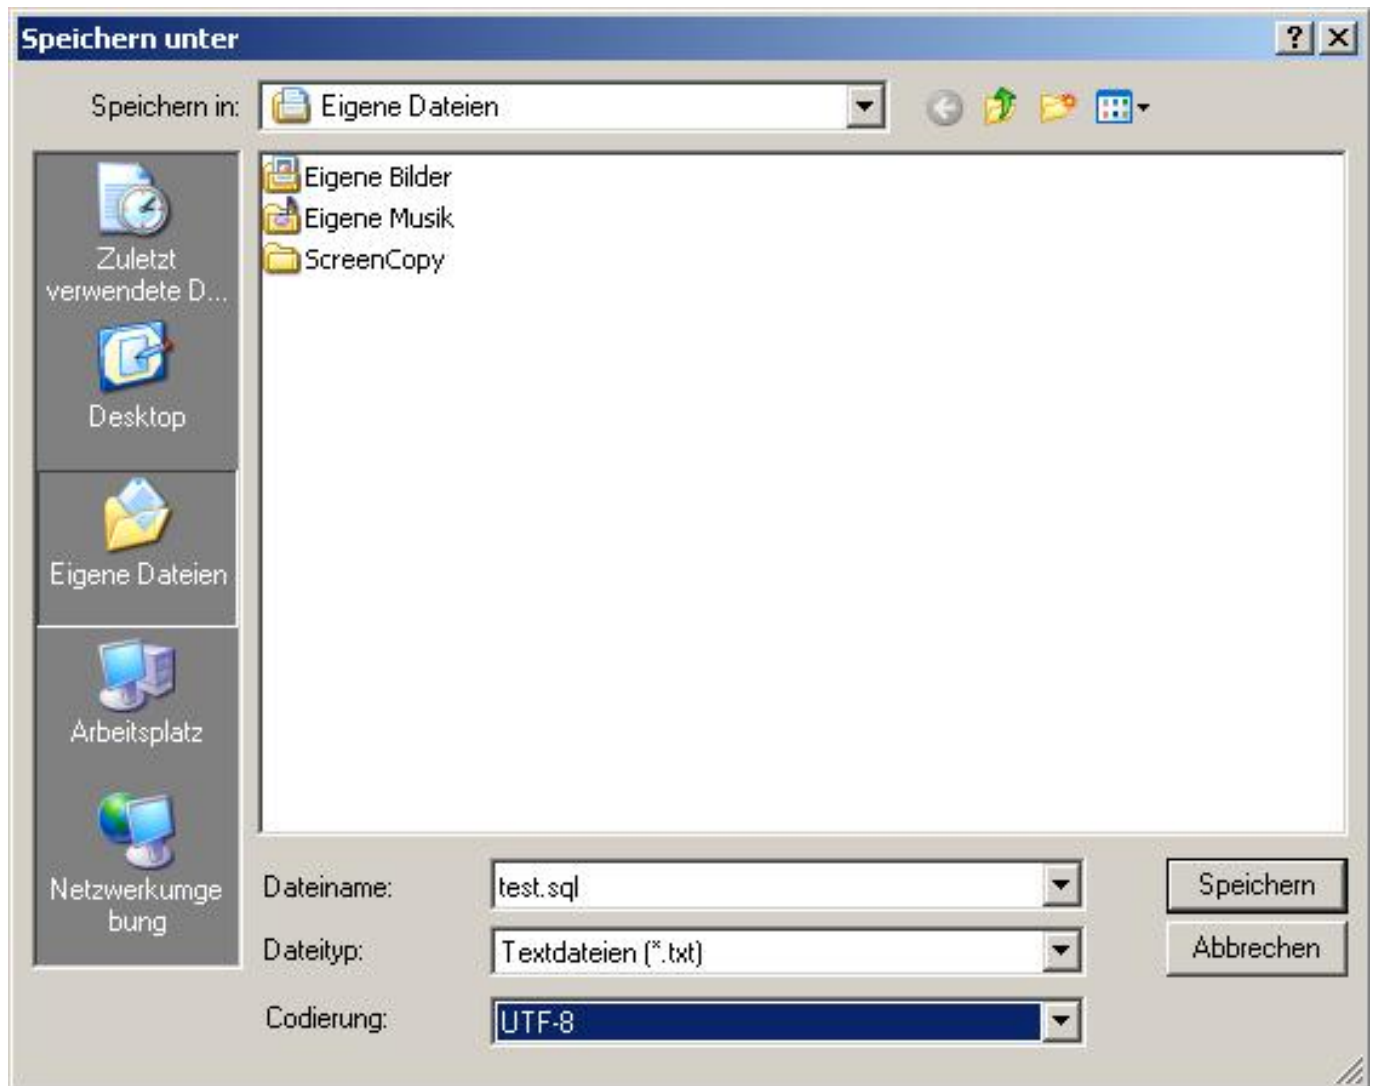 Speichern unter
Speichern in: Eigene Dateien
Zuletzt
verwendete D...
Desktop
Eigene Dateien
Arbeitsplatz
Netzwerkumge
bung
Eigene Bilder
Eigene Musik
ScreenCopy
Dateiname: test.sql Speichern
Dateityp: Textdateien (*.txt) Abbrechen
Codierung: UTF-8